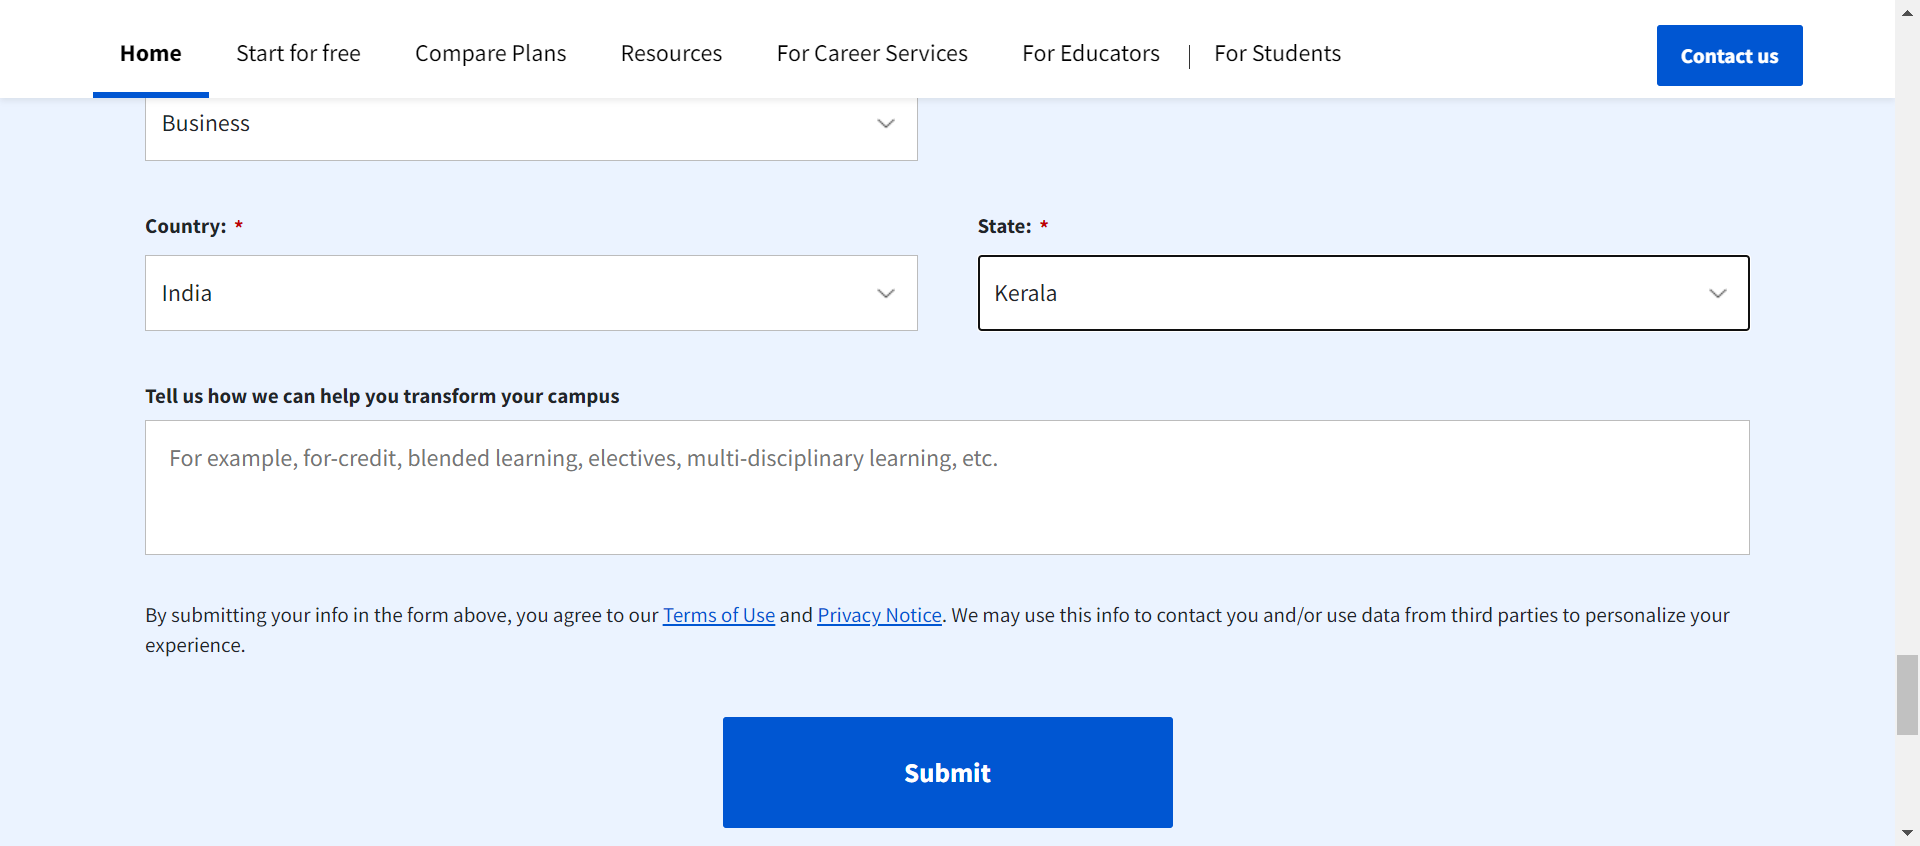 Home Start for free Compare Plans Resources For Career Services For Educators | For Students Contact us
Business
Country: * State: *
India Kerala
Tell us how we can help you transform your campus
For example, for-credit, blended learning, electives, multi-disciplinary learning, etc.
By submitting your info in the form above, you agree to our Terms of Use and Privacy Notice. We may use this info to contact you and/or use data from third parties to personalize your
experience.
Submit